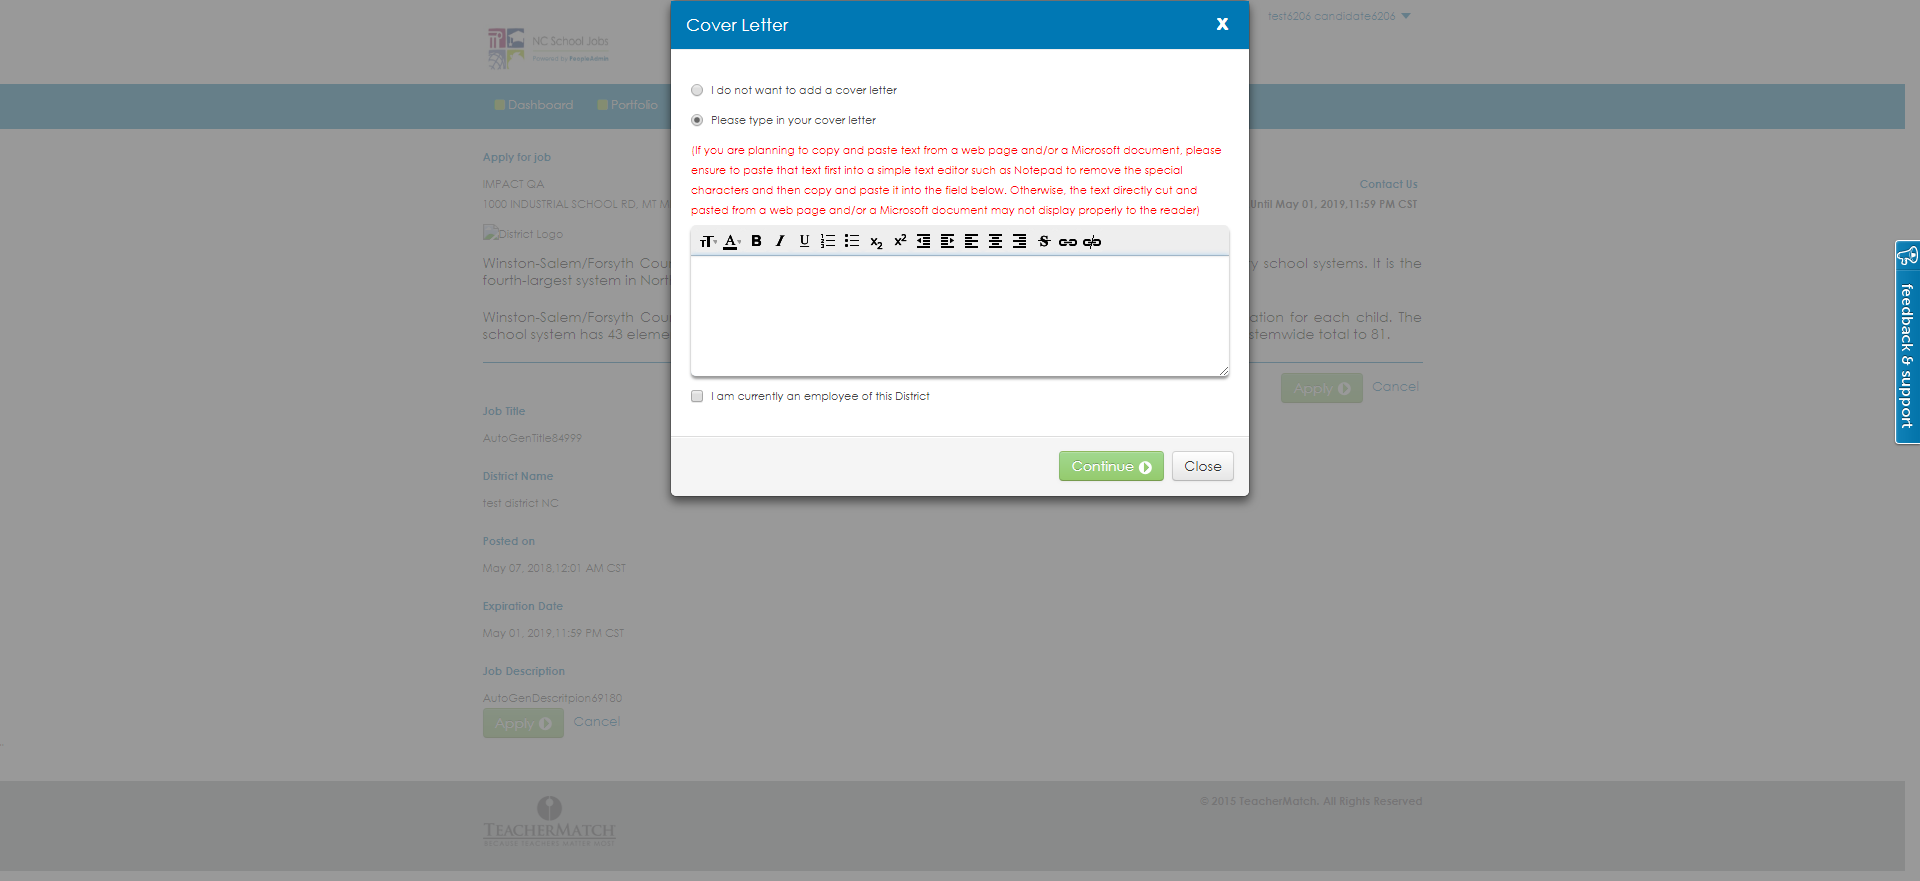 Cover Letter X
test6206 candidate6206
NC School Jobs
Powered by PeopleAdmin
Dashboard Portfolio
I do not want to add a cover letter
Please type in your cover letter
(If you are planning to copy and paste text from a web page and/or a Microsoft document, please
ensure to paste that text first into a simple text editor such as Notepad to remove the special
characters and then copy and paste it into the field below. Otherwise, the text directly cut and
pasted from a web page and/or a Microsoft document may not display properly to the reader)
I am currently an employee of this District
Continue Close
Apply for job
IMPACT QA Contact Us
1000 INDUSTRIAL SCHOOL RD, MT M Until May 01, 2019,11:59 PM CST
District Logo
Winston-Salem/Forsyth Cou y school systems. It is the
fourth-largest system in Nort
Winston-Salem/Forsyth Cou ation for each child. The
school system has 43 eleme stemwide total to 81.
Apply Cancel
Job Title
AutoGenTitle84999
District Name
test district NC
Posted on
May 07, 2018,12:01 AM CST
Expiration Date
May 01, 2019,11:59 PM CST
Job Description
AutoGenDescritpion69180
Apply Cancel
feedback & support
© 2015 TeacherMatch. All Rights Reserved
TEACHERMATCH
BECAUSE TEACHERS MATTER MOST